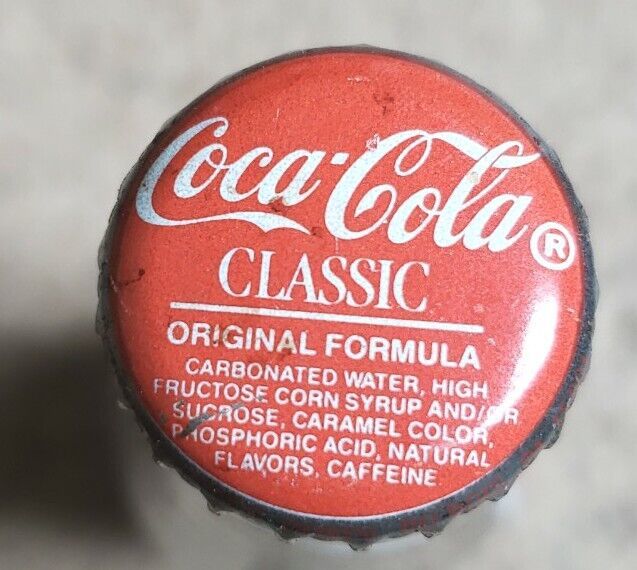 Coca-Cola ®
CLASSIC
ORIGINAL FORMULA
CARBONATED WATER, HIGH
FRUCTOSE CORN SYRUP AND/OR
SUCROSE, CARAMEL COLOR,
PHOSPHORIC ACID, NATURAL
FLAVORS, CAFFEINE